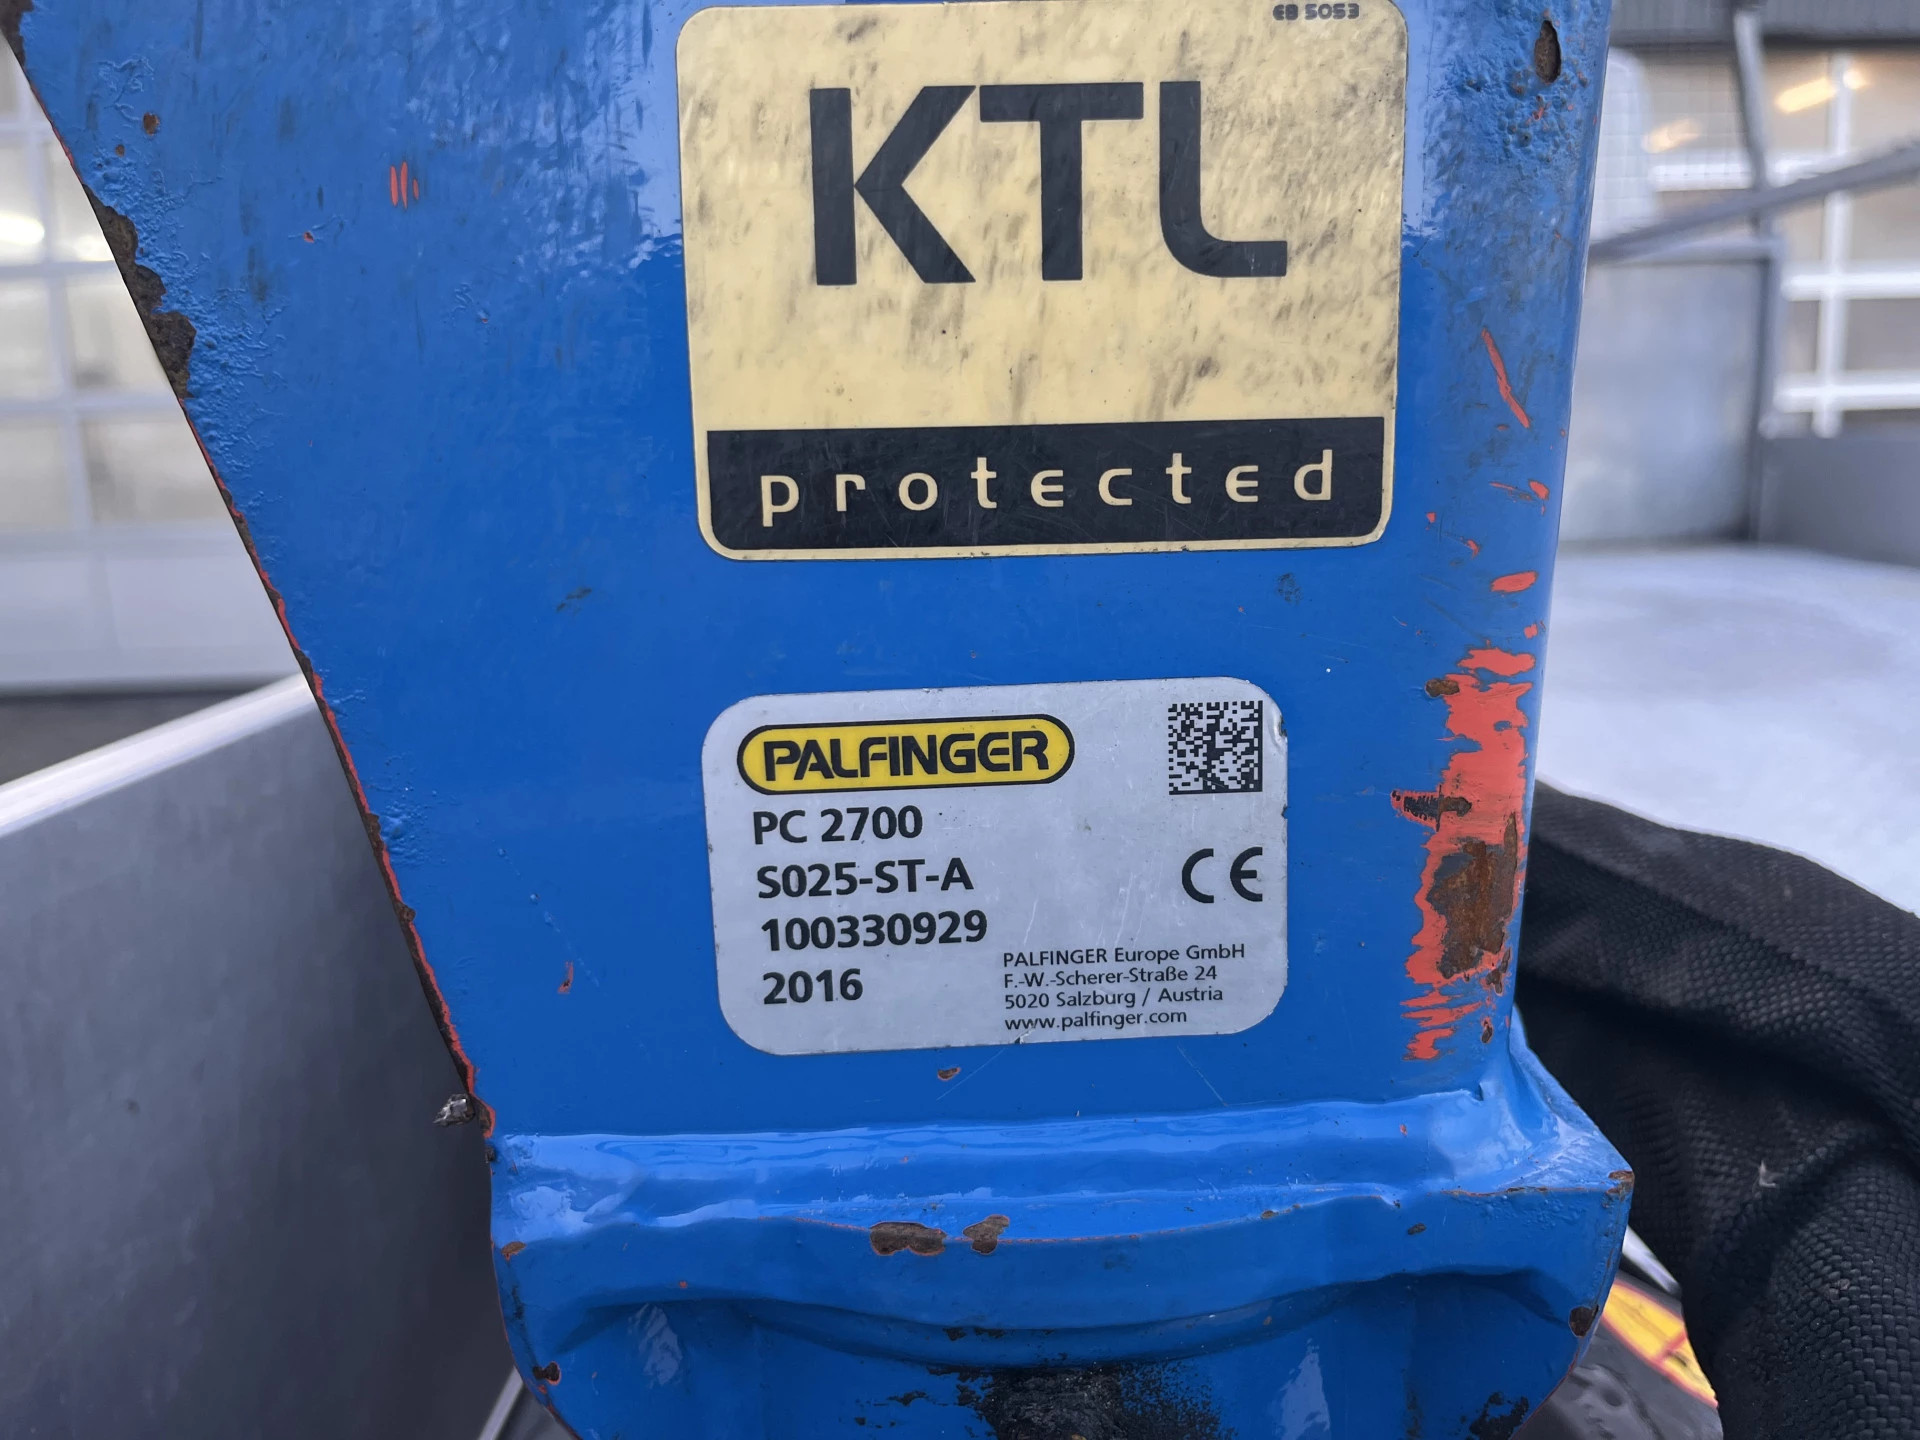 EB 5053
KTL
protected
PALFINGER
PC 2700
S025-ST-A
100330929
2016
CE
PALFINGER Europe GmbH
F.-W.-Scherer-Straße 24
5020 Salzburg / Austria
www.palfinger.com